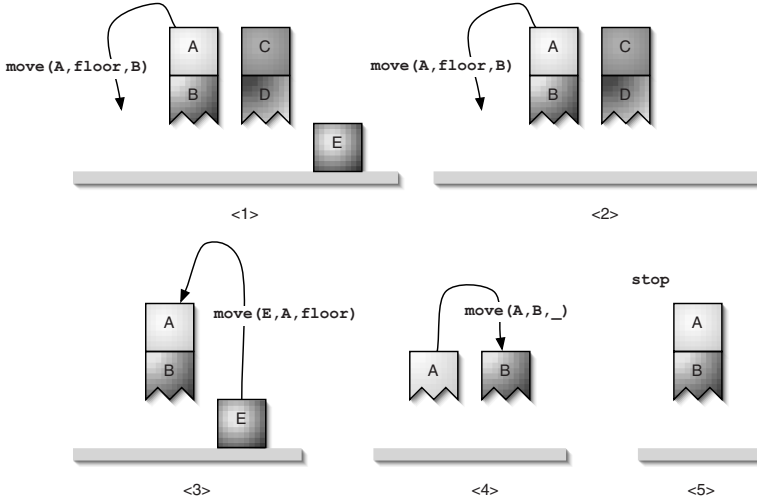 A
C
A
C
move(A,floor,B)
move(A,floor,B)
B
D
B
D
E
<1>
<2>
stop
move(E,A,floor)
move(A,B,_)
A
A
B
A
B
B
E
<3>
<4>
<5>